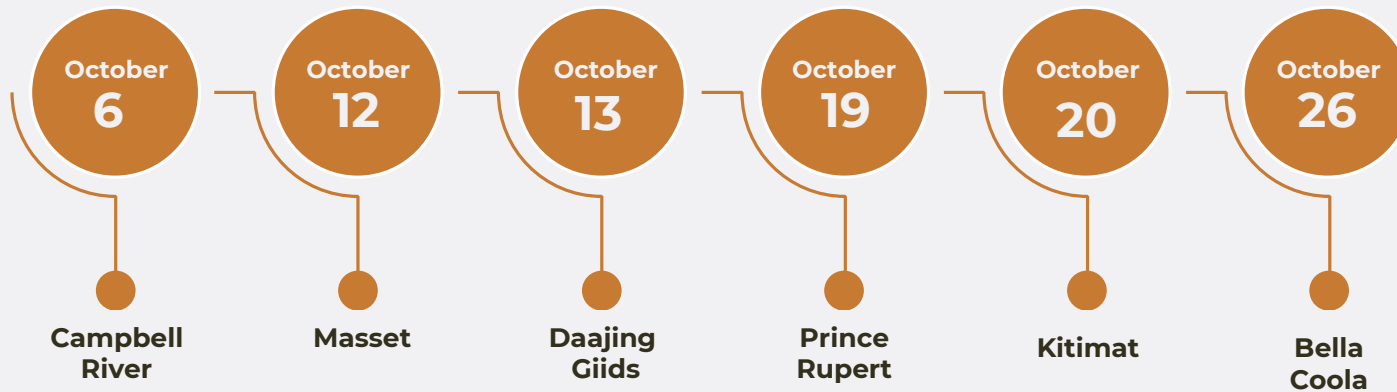 October
6
October
12
October
13
October
19
October
20
October
26
Campbell
River
Masset
Daajing
Giids
Prince
Rupert
Kitimat
Bella
Coola